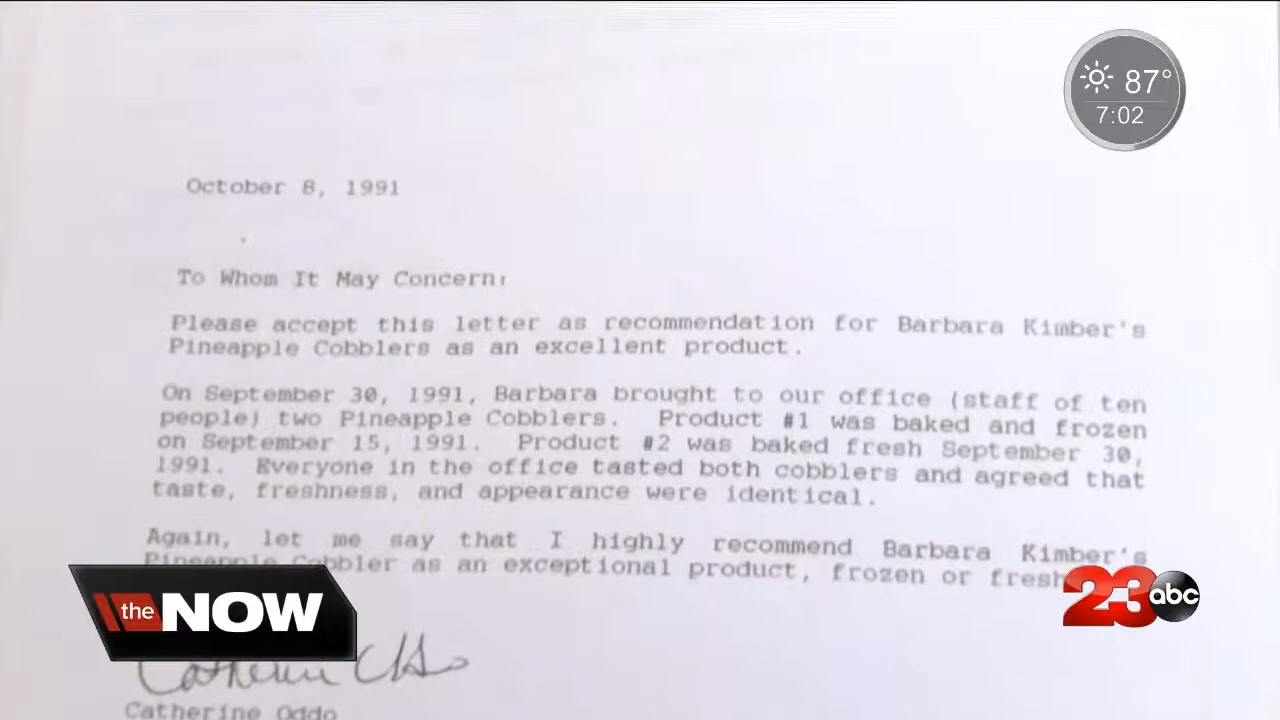 87°
7:02
October 8, 1991
To Whom It May Concern:
Please accept this letter as recommendation for Barbara Kimber's
Pineapple Cobblers as an excellent product.
On September 30, 1991, Barbara brought to our office (staff of ten
people) two Pineapple Cobblers. Product #1 was baked and frozen
on September 15, 1991. Product #2 was baked fresh September 30,
1991. Everyone in the office tasted both cobblers and agreed that
taste, freshness, and appearance were identical.
Again, let me say that I highly recommend Barbara Kimber's
Pineapple Cobbler as an exceptional product, frozen or fresh
the NOW
23 abc
Catherine Oddo
Catherine Oddo